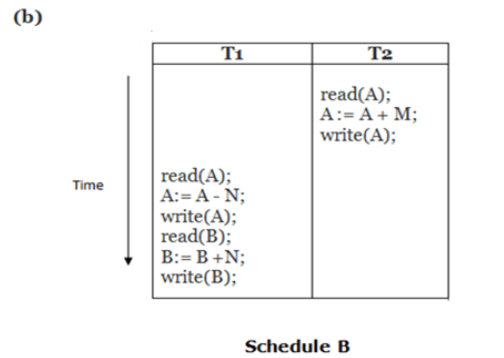 (b)
T1 T2
read(A);
A:= A + M;
write(A);
read(A);
Time
A:= A - N;
write(A);
read(B);
B:= B +N;
write(B);
Schedule B